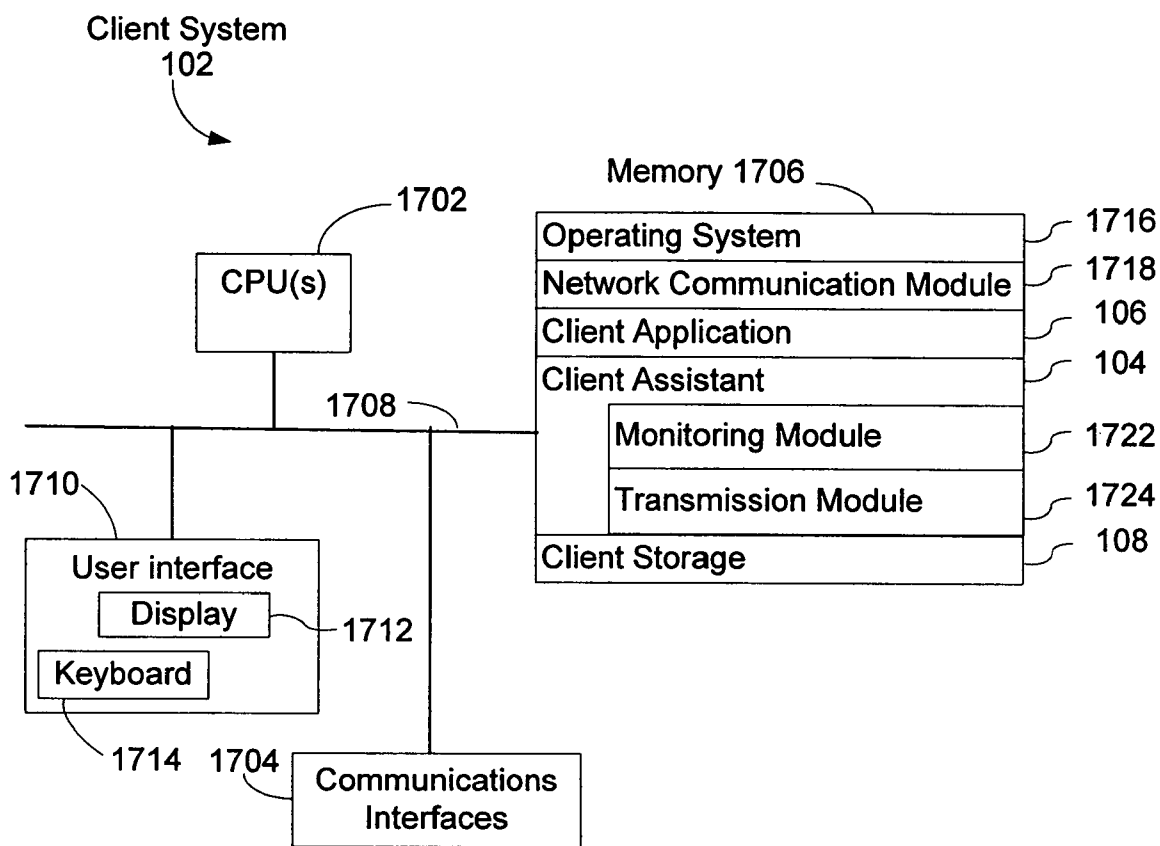 Client System
102
Memory 1706
1702
CPU(s)
Operating System
1716
Network Communication Module
1718
Client Application
106
Client Assistant
104
Monitoring Module
1722
Transmission Module
1724
Client Storage
108
1708
1710
User interface
Display
1712
Keyboard
1714
1704
Communications
Interfaces